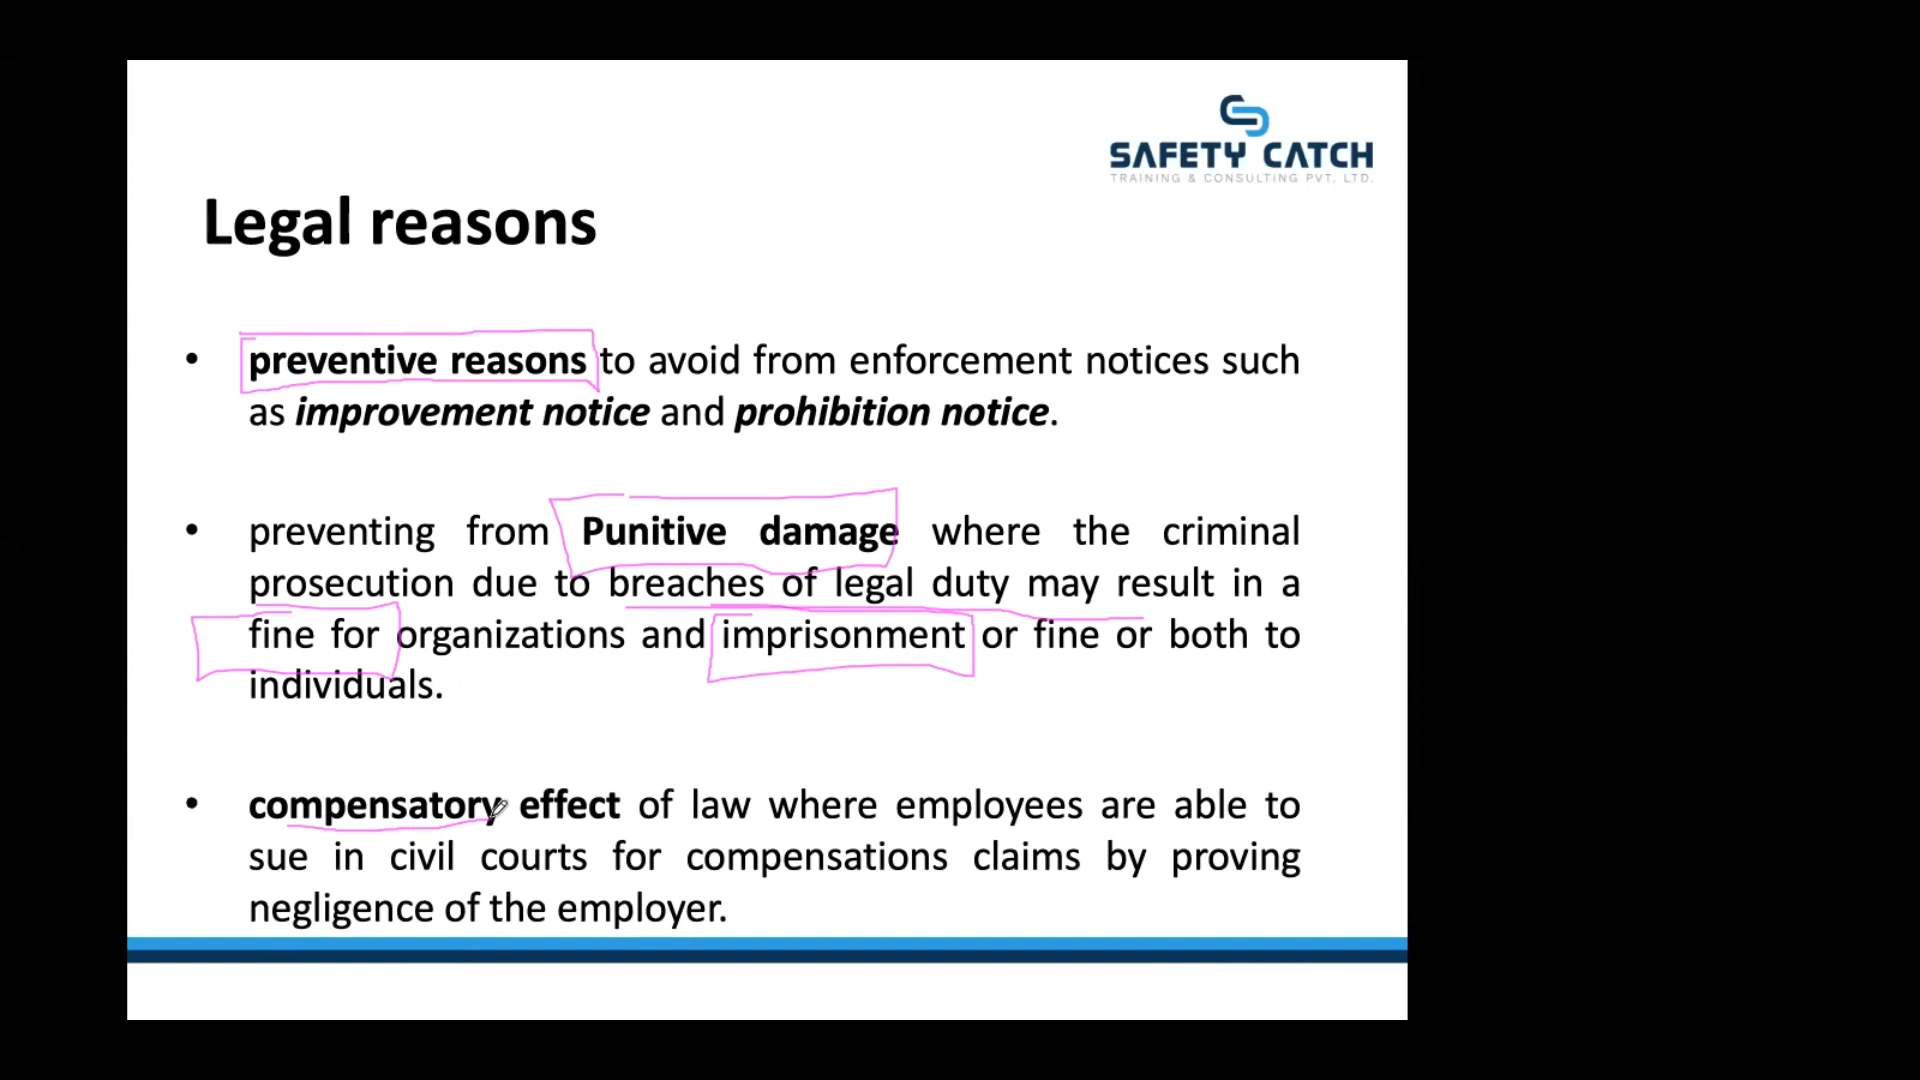 SAFETY CATCH
TRAINING & CONSULTING PVT. LTD.
Legal reasons
• preventive reasons to avoid from enforcement notices such
as improvement notice and prohibition notice.
• preventing from Punitive damage where the criminal
prosecution due to breaches of legal duty may result in a
fine for organizations and imprisonment or fine or both to
individuals.
• compensatory effect of law where employees are able to
sue in civil courts for compensations claims by proving
negligence of the employer.